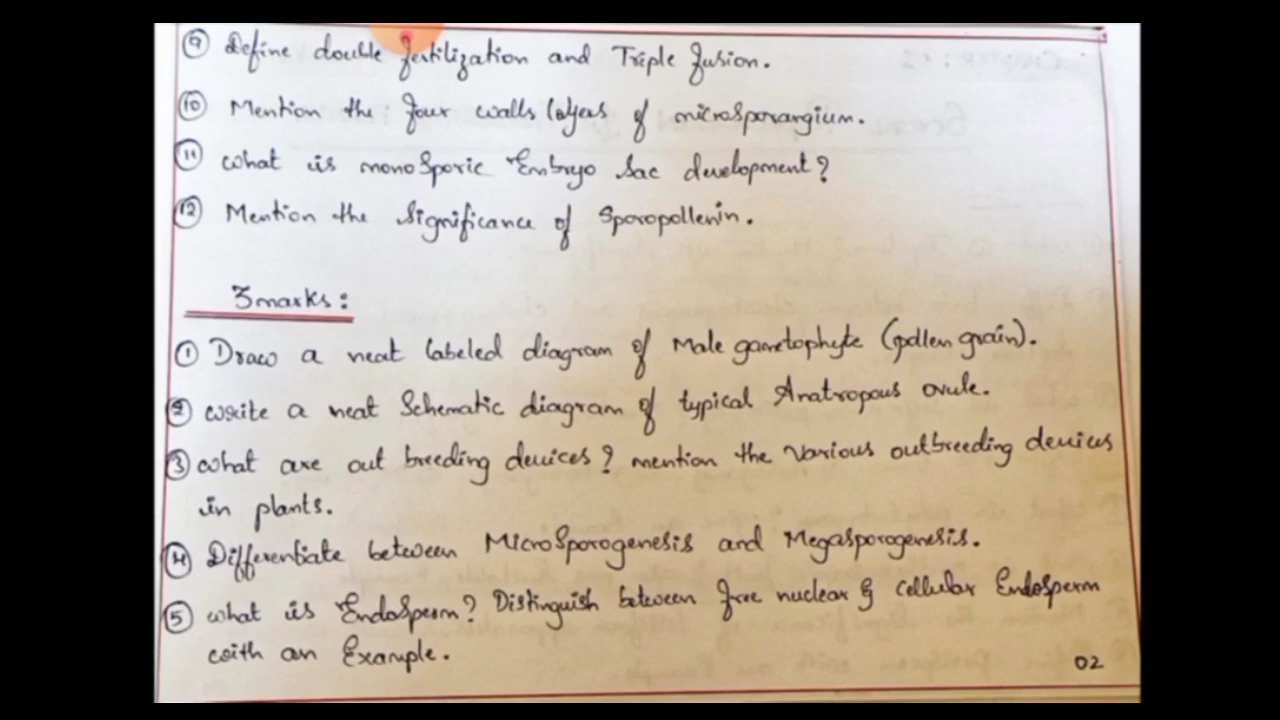 9 Define double fertilization and Triple fusion.
10 Mention the four walls layers of microsporangium.
11 what is monosporic Embryo sac development?
12 Mention the significance of Sporopollenin.
3marks:
1 Draw a neat labeled diagram of Male gametophyte (pollen grain).
2 write a neat Schematic diagram of typical Anatropous ovule.
3 what are out breeding devices? mention the various outbreeding devices
in plants.
4 Differentiate between MicroSporogenesis and Megasporogenesis.
5 what is Endosperm? Distinguish between free nuclear & cellular Endosperm
with an Example.
02